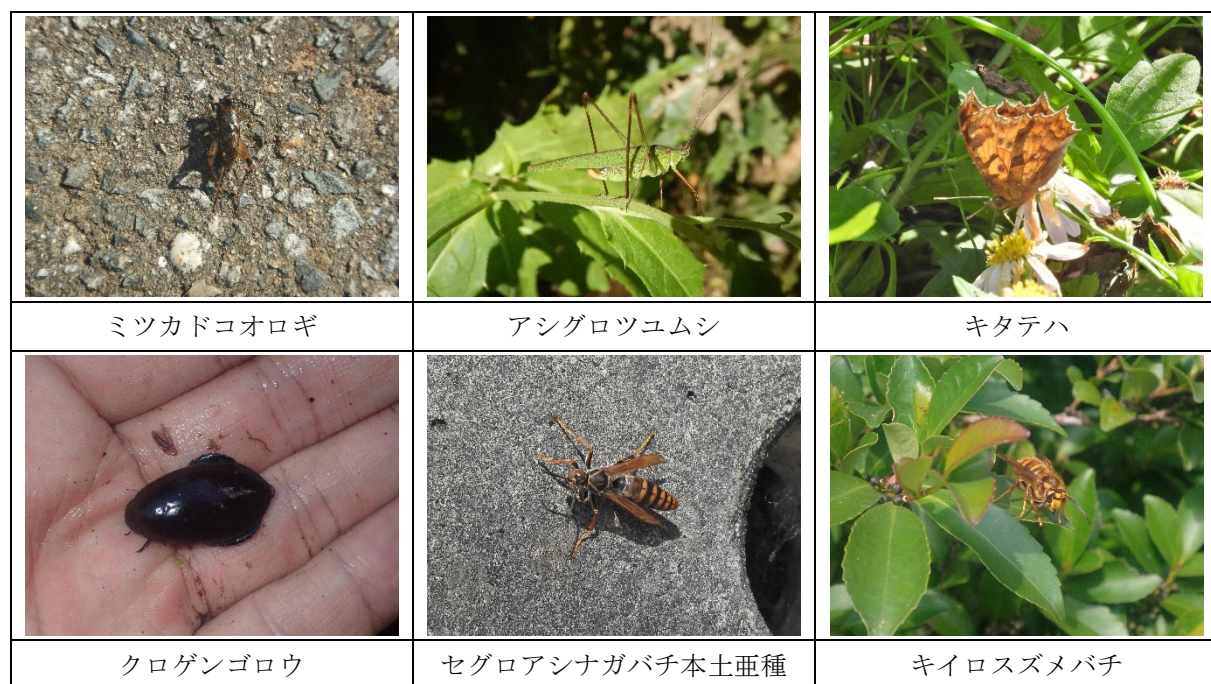 ミツカドコオロギ
アシグロツユムシ
キタテハ
クロゲンゴロウ
セグロアシナガバチ本土亜種
キイロスズメバチ